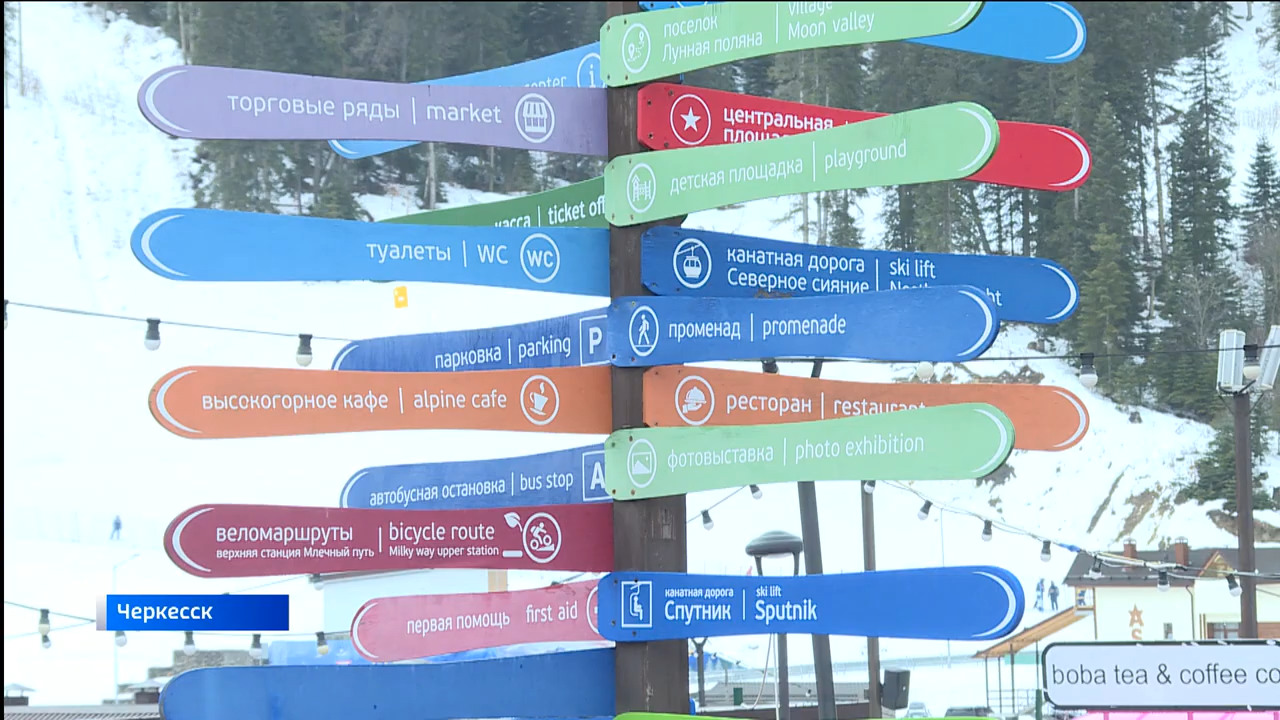 поселок
Лунная поляна
village
Moon valley
торговые ряды | market
центральная
детская площадка | playground
касса | ticket
туалеты | WC WC
канатная дорога
Северное сияние
ski lift
парковка | parking P
променад | promenade
высокогорное кафе | alpine cafe
ресторан | restaurant
фотовыставка | photo exhibition
автобусная остановка | bus stop A
веломаршруты
верхняя станция Млечный путь
bicycle route
Milky way upper station
первая помощь first aid
канатная дорога
Спутник
ski lift
Sputnik
Черкесск
boba tea & coffee